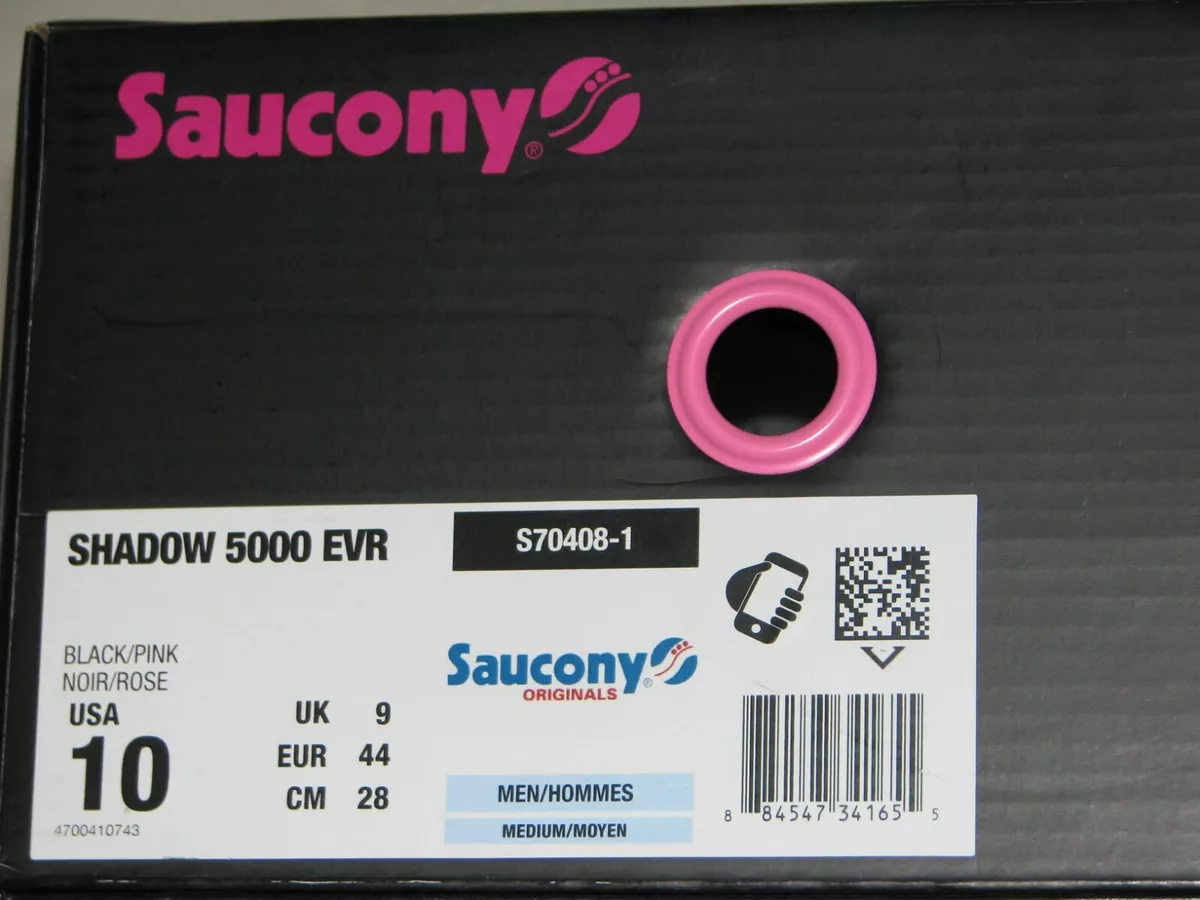 Saucony®
SHADOW 5000 EVR
S70408-1
BLACK/PINK
NOIR/ROSE
USA
10
4700410743
UK 9
EUR 44
CM 28
Saucony®
ORIGINALS
MEN/HOMMES
MEDIUM/MOYEN
8 84547 34165 5